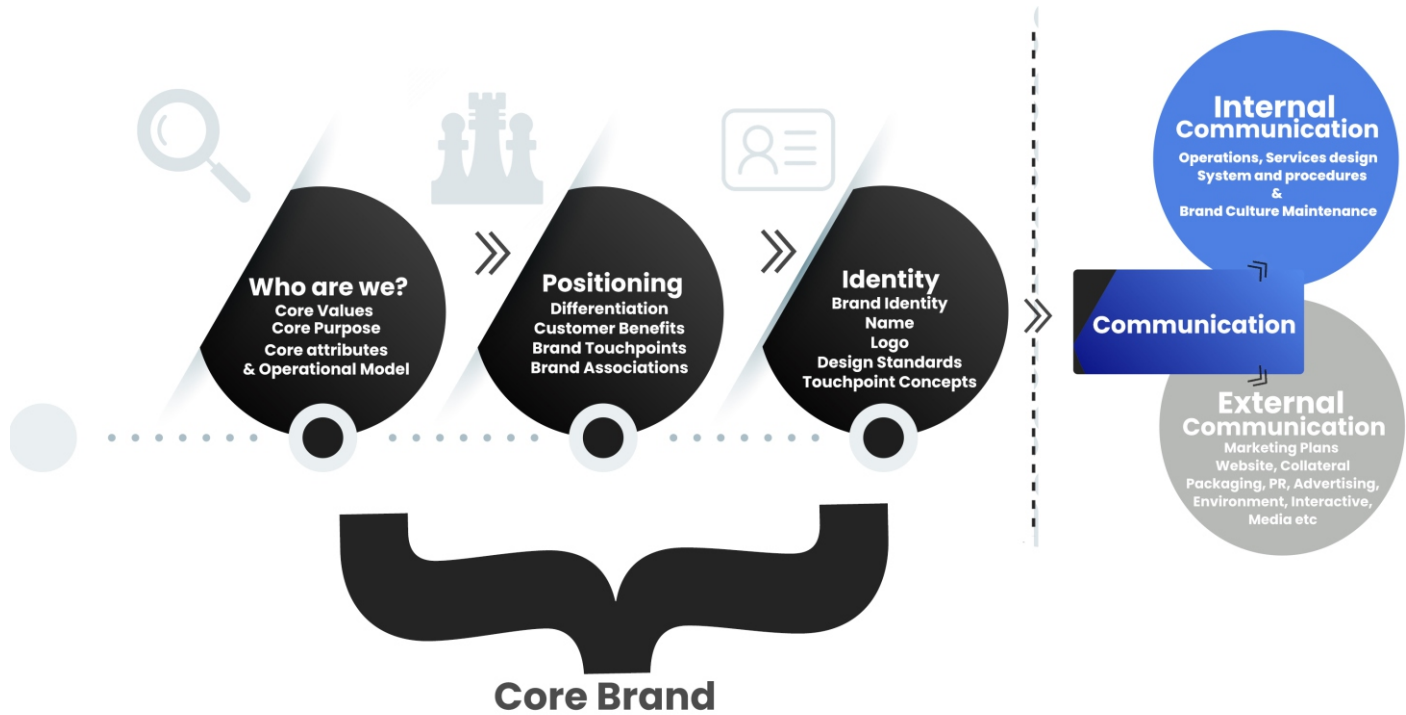 Who are we?
Core Values
Core Purpose
Core attributes
& Operational Model
Positioning
Differentiation
Customer Benefits
Brand Touchpoints
Brand Associations
Identity
Brand Identity
Name
Logo
Design Standards
Touchpoint Concepts
Core Brand
Communication
Internal
Communication
Operations, Services design
System and procedures
&
Brand Culture Maintenance
External
Communication
Marketing Plans
Website, Collateral
Packaging, PR, Advertising,
Environment, Interactive,
Media etc